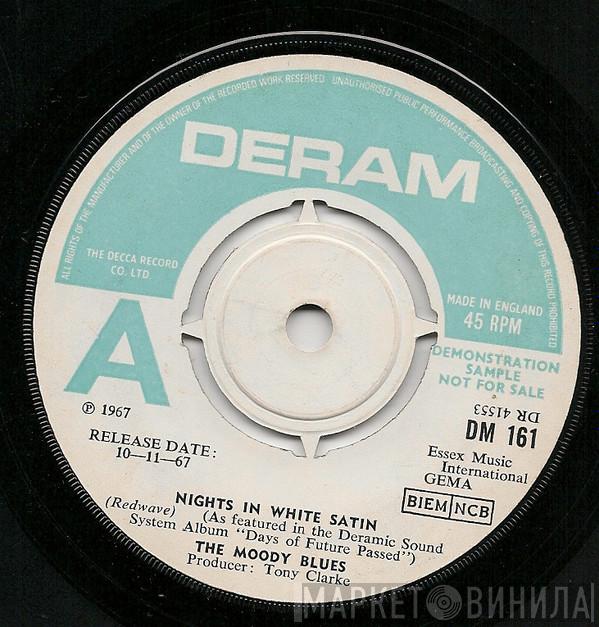 ALL RIGHTS OF THE MANUFACTURER AND OF THE OWNER OF THE RECORDED WORK RESERVED UNAUTHORISED PUBLIC PERFORMANCE BROADCASTING AND COPYING OF THIS RECORD PROHIBITED
DERAM
THE DECCA RECORD
CO. LTD.
MADE IN ENGLAND
45 RPM
A
DEMONSTRATION
SAMPLE
NOT FOR SALE
℗ 1967
DR 41553
RELEASE DATE:
10—11—67
DM 161
Essex Music
International
GEMA
BIEM NCB
NIGHTS IN WHITE SATIN
(Redwave) (As featured in the Deramic Sound
System Album "Days of Future Passed")
THE MOODY BLUES
Producer: Tony Clarke
МАРКЕТ ВИНИЛА